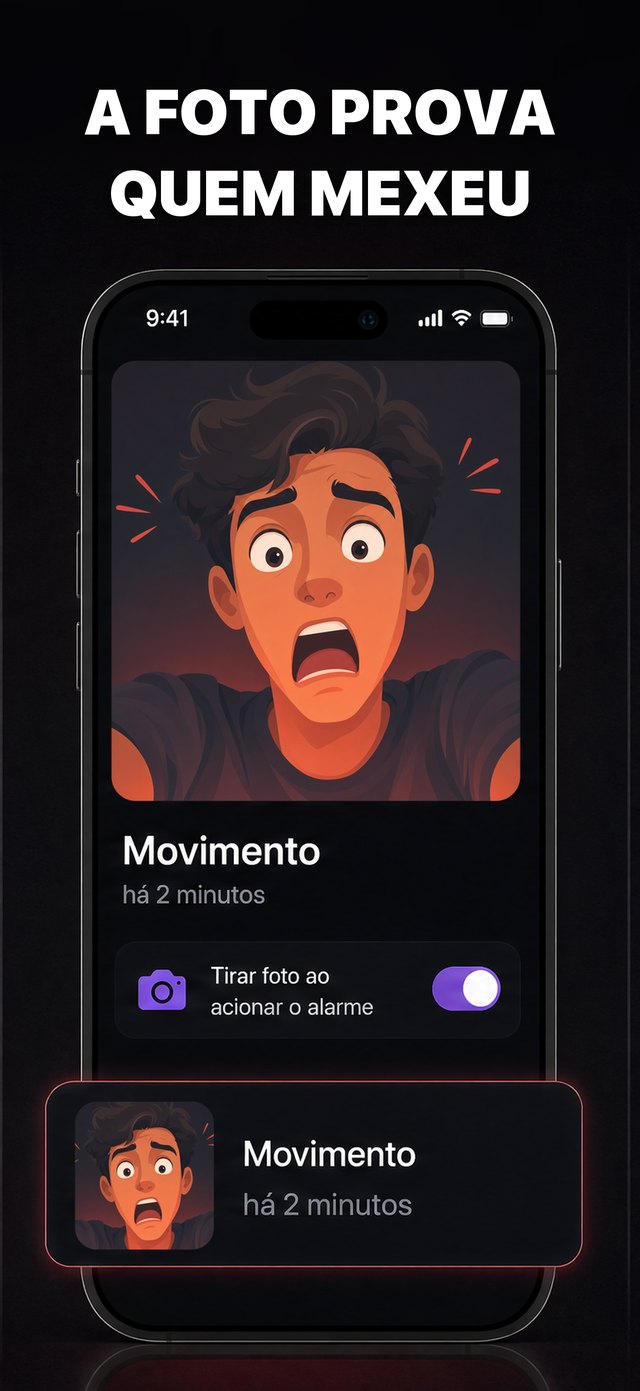 A FOTO PROVA
QUEM MEXEU
9:41
Movimento
há 2 minutos
Tirar foto ao
acionar o alarme
Movimento
há 2 minutos